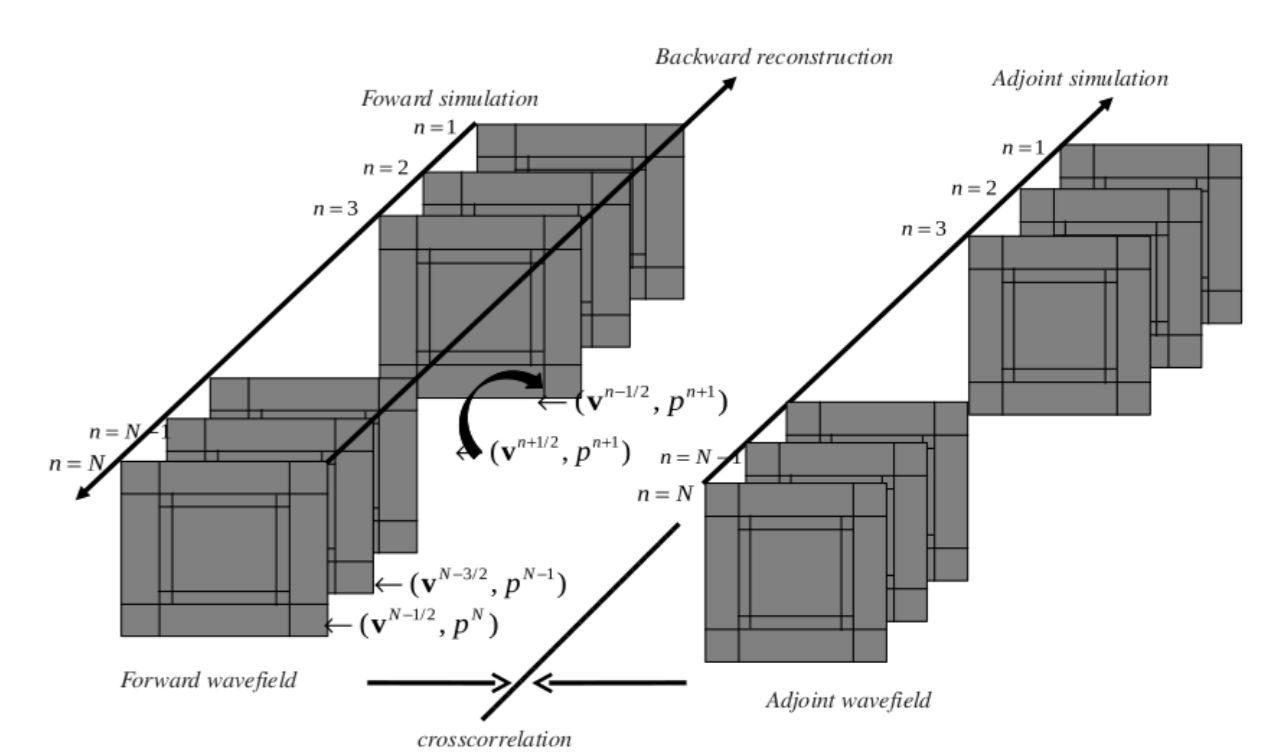 Backward reconstruction
Foward simulation
Adjoint simulation
n=1
n=2
n=3
n=1
n=2
n=3
←(v^{n−1/2}, p^{n+1})
←(v^{n+1/2}, p^{n+1})
n=N−1
n=N
n=N−1
n=N
←(v^{N−3/2}, p^{N−1})
←(v^{N−1/2}, p^{N})
Forward wavefield
Adjoint wavefield
crosscorrelation